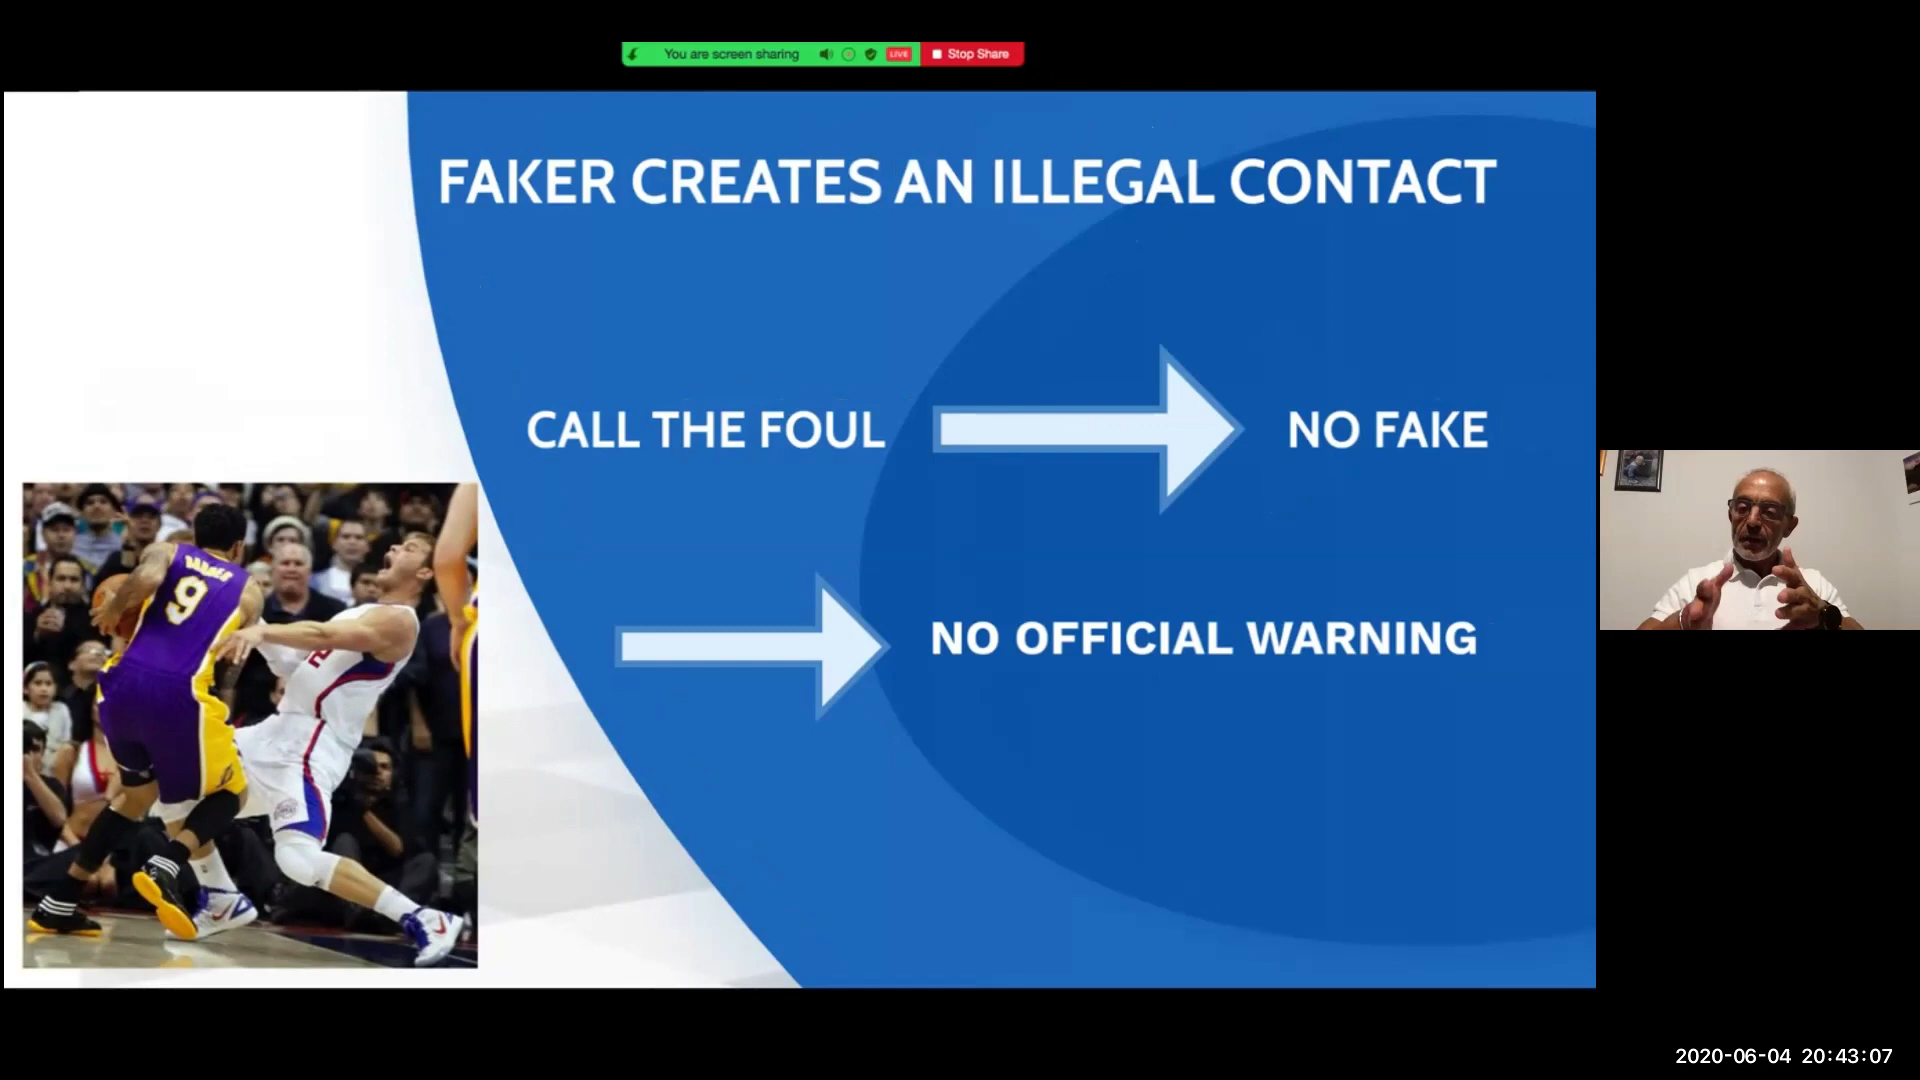 You are screen sharing
LIVE
Stop Share
FAKER CREATES AN ILLEGAL CONTACT
CALL THE FOUL
NO FAKE
NO OFFICIAL WARNING
BARNES
9
2020-06-04 20:43:07